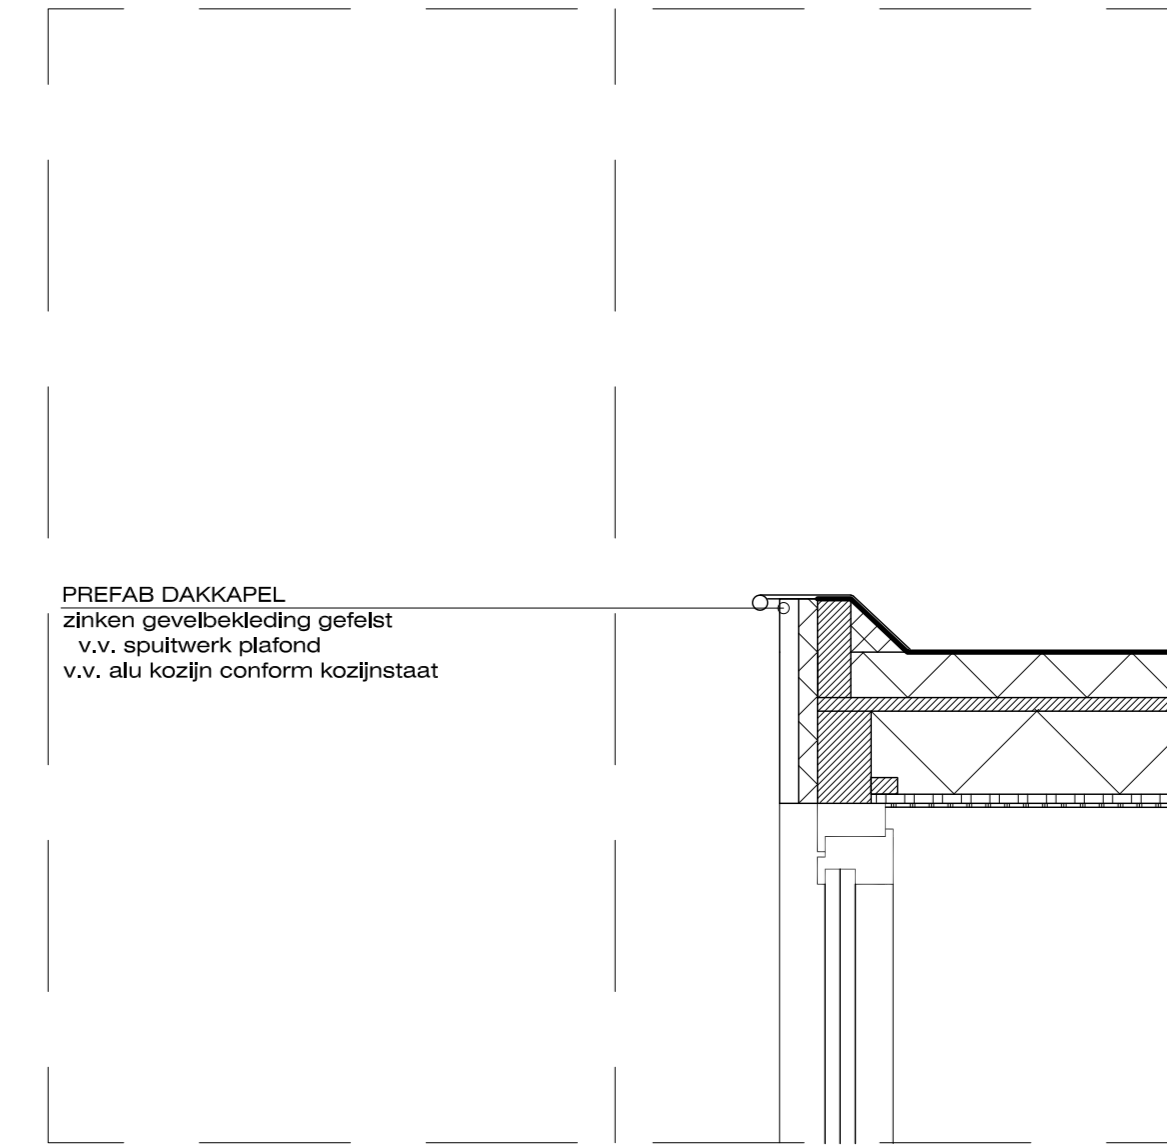 PREFAB DAKKAPEL
zinken gevelbekleding gefelst
v.v. spuitwerk plafond
v.v. alu kozijn conform kozijnstaat